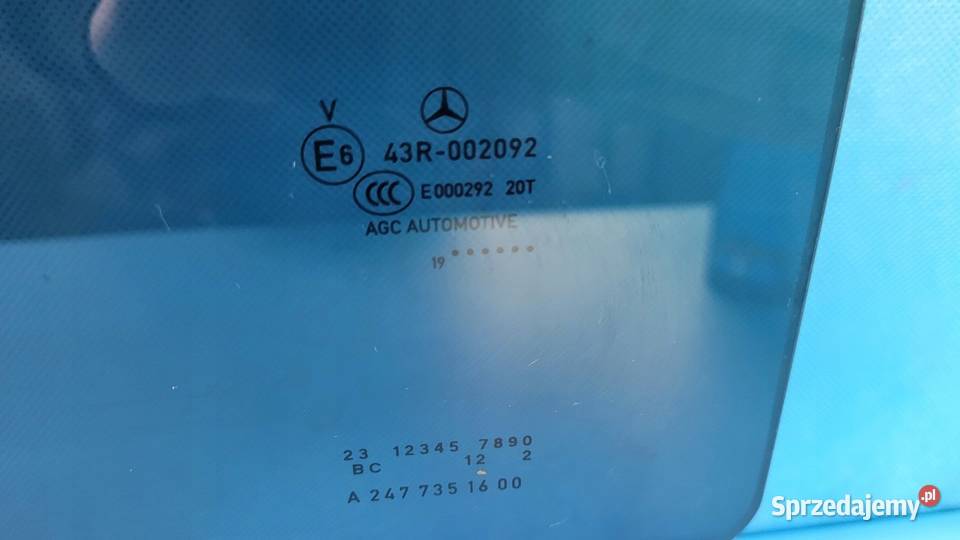 V
E6 43R-002092
CCC E000292 20T
AGC AUTOMOTIVE
19 ••••••
23 12345 7890
BC 12 2
A 247 735 16 00
Sprzedajemy.pl